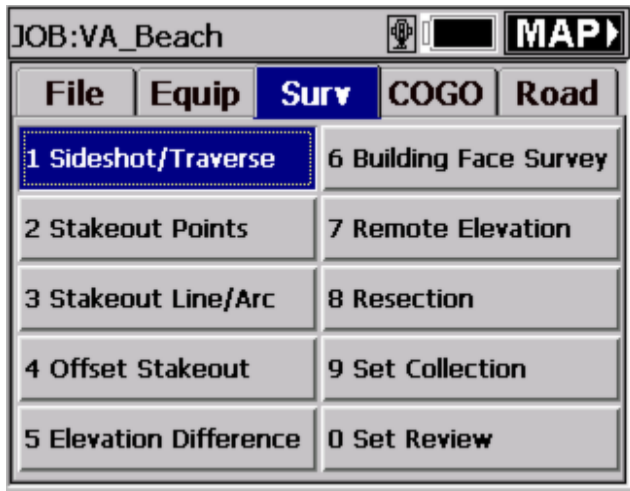 JOB:VA_Beach MAP
File Equip Surv COGO Road
1 Sideshot/Traverse 6 Building Face Survey
2 Stakeout Points 7 Remote Elevation
3 Stakeout Line/Arc 8 Resection
4 Offset Stakeout 9 Set Collection
5 Elevation Difference 0 Set Review